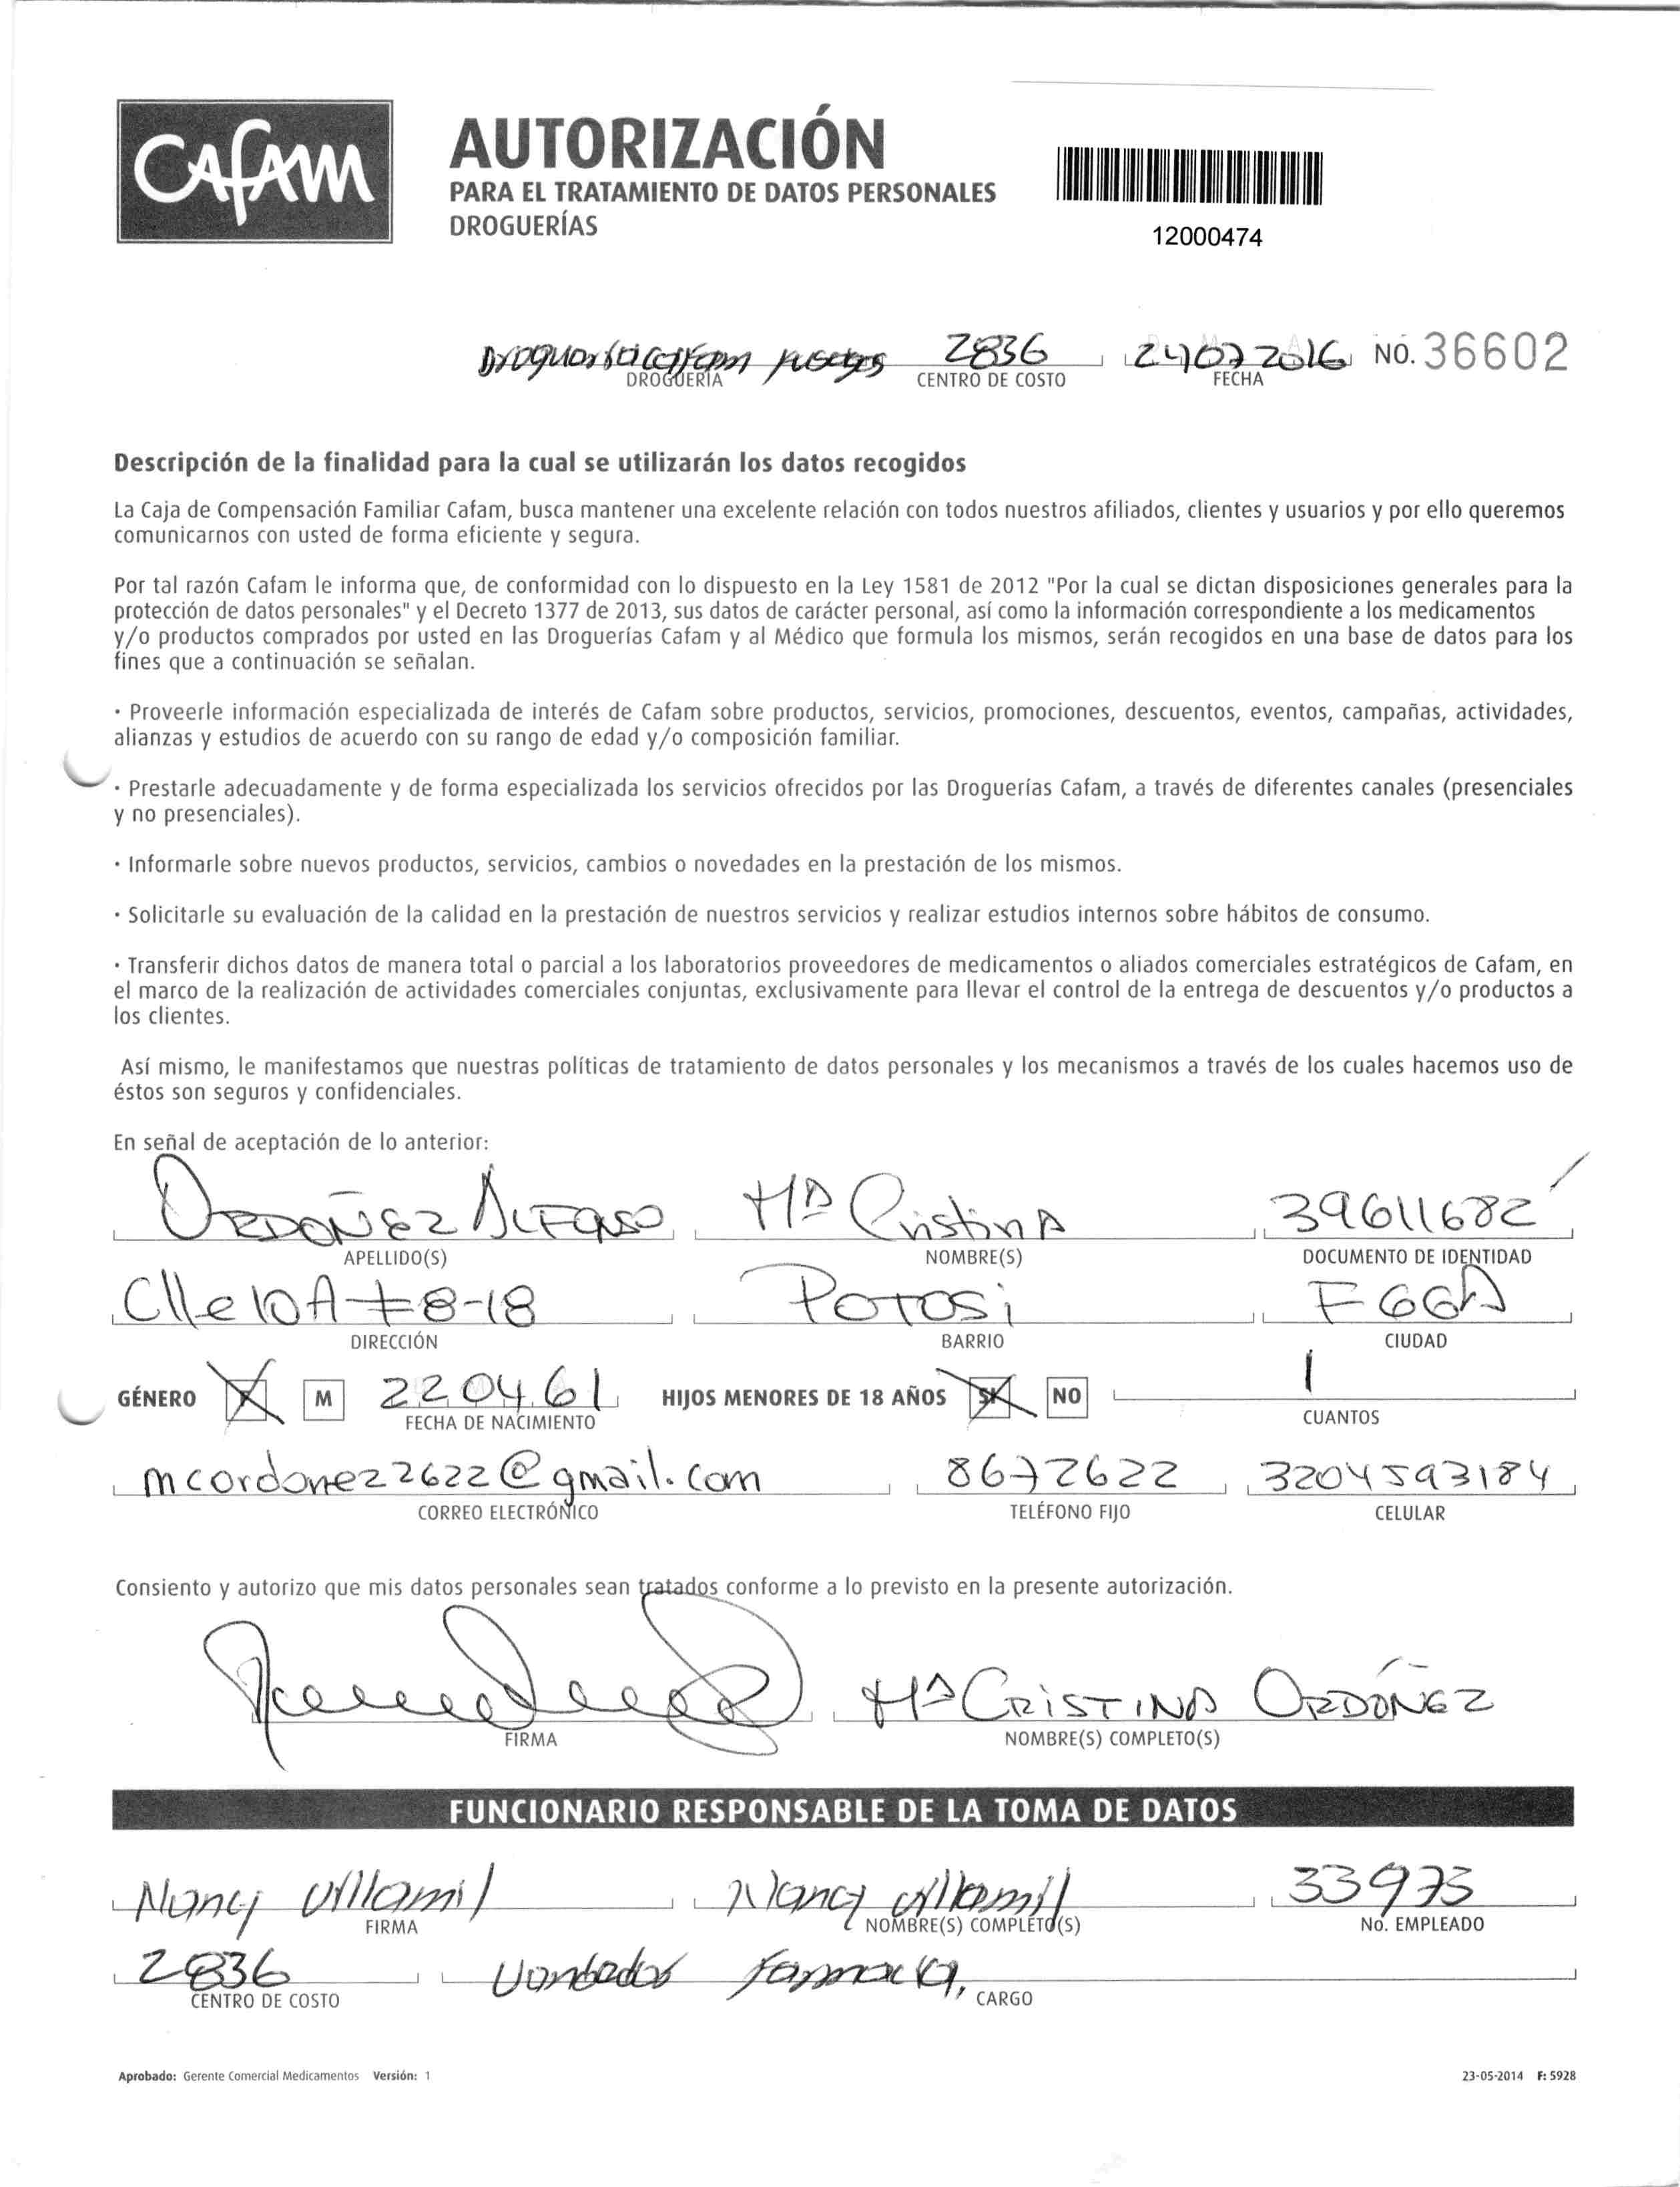 Cafam
AUTORIZACIÓN
PARA EL TRATAMIENTO DE DATOS PERSONALES
DROGUERÍAS
12000474
2836 24072016 NO. 36602
DROGUERÍA CENTRO DE COSTO FECHA
Descripción de la finalidad para la cual se utilizarán los datos recogidos
La Caja de Compensación Familiar Cafam, busca mantener una excelente relación con todos nuestros afiliados, clientes y usuarios y por ello queremos
comunicarnos con usted de forma eficiente y segura.
Por tal razón Cafam le informa que, de conformidad con lo dispuesto en la Ley 1581 de 2012 "Por la cual se dictan disposiciones generales para la
protección de datos personales" y el Decreto 1377 de 2013, sus datos de carácter personal, así como la información correspondiente a los medicamentos
y/o productos comprados por usted en las Droguerías Cafam y al Médico que formula los mismos, serán recogidos en una base de datos para los
fines que a continuación se señalan.
· Proveerle información especializada de interés de Cafam sobre productos, servicios, promociones, descuentos, eventos, campañas, actividades,
alianzas y estudios de acuerdo con su rango de edad y/o composición familiar.
· Prestarle adecuadamente y de forma especializada los servicios ofrecidos por las Droguerías Cafam, a través de diferentes canales (presenciales
y no presenciales).
· Informarle sobre nuevos productos, servicios, cambios o novedades en la prestación de los mismos.
· Solicitarle su evaluación de la calidad en la prestación de nuestros servicios y realizar estudios internos sobre hábitos de consumo.
· Transferir dichos datos de manera total o parcial a los laboratorios proveedores de medicamentos o aliados comerciales estratégicos de Cafam, en
el marco de la realización de actividades comerciales conjuntas, exclusivamente para llevar el control de la entrega de descuentos y/o productos a
los clientes.
Así mismo, le manifestamos que nuestras políticas de tratamiento de datos personales y los mecanismos a través de los cuales hacemos uso de
éstos son seguros y confidenciales.
En señal de aceptación de lo anterior:
ORDOÑEZ Mª Cristina 39611682
APELLIDO(S) NOMBRE(S) DOCUMENTO DE IDENTIDAD
Clle 10A # 8-18 POTOSi FGGA
DIRECCIÓN BARRIO CIUDAD
GÉNERO F M 220461 HIJOS MENORES DE 18 AÑOS SI NO 1
FECHA DE NACIMIENTO CUANTOS
mcordonez2622@gmail.com 8672622 3204593184
CORREO ELECTRÓNICO TELÉFONO FIJO CELULAR
Consiento y autorizo que mis datos personales sean tratados conforme a lo previsto en la presente autorización.
Mª CRiSTINA ORDOÑEZ
FIRMA NOMBRE(S) COMPLETO(S)
FUNCIONARIO RESPONSABLE DE LA TOMA DE DATOS
Nancy Villamil Nancy Villamil 33973
FIRMA NOMBRE(S) COMPLETO(S) No. EMPLEADO
2836
CENTRO DE COSTO CARGO
Aprobado: Gerente Comercial Medicamentos Versión: 1 23-05-2014 F: 5928